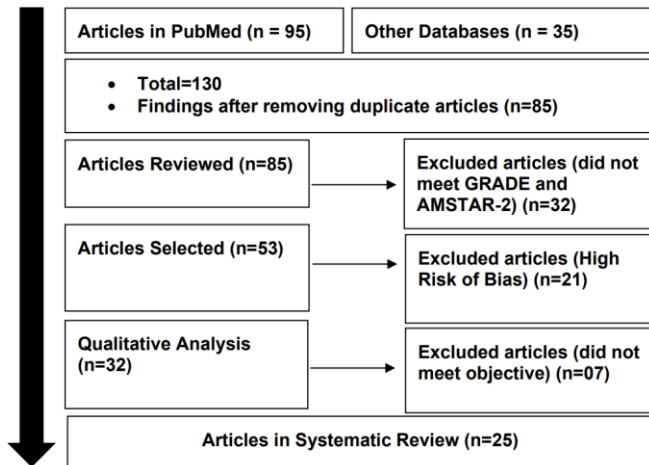 Articles in PubMed (n = 95)
Other Databases (n = 35)
• Total=130
• Findings after removing duplicate articles (n=85)
Articles Reviewed (n=85)
Excluded articles (did not
meet GRADE and
AMSTAR-2) (n=32)
Articles Selected (n=53)
Excluded articles (High
Risk of Bias) (n=21)
Qualitative Analysis
(n=32)
Excluded articles (did not
meet objective) (n=07)
Articles in Systematic Review (n=25)